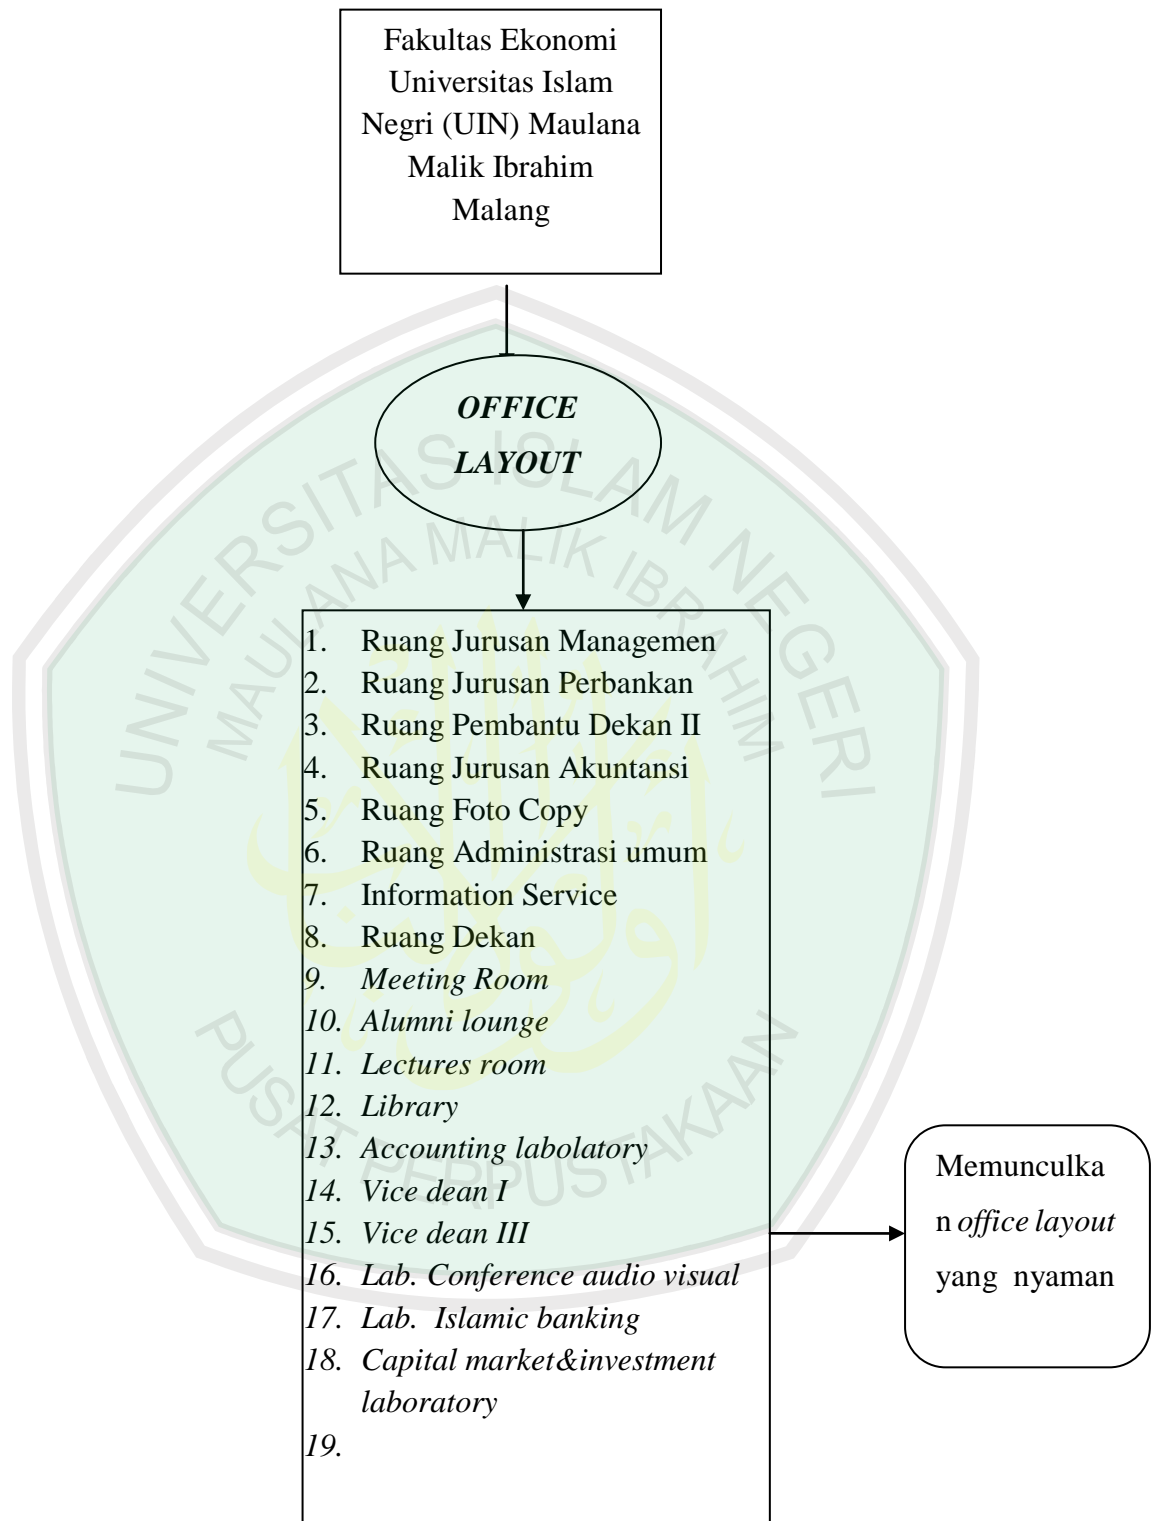 Fakultas Ekonomi
Universitas Islam
Negri (UIN) Maulana
Malik Ibrahim
Malang
OFFICE
LAYOUT
UNIVERSITAS ISLAM NEGERI
MAULANA MALIK IBRAHIM
1. Ruang Jurusan Managemen
2. Ruang Jurusan Perbankan
3. Ruang Pembantu Dekan II
4. Ruang Jurusan Akuntansi
5. Ruang Foto Copy
6. Ruang Administrasi umum
7. Information Service
8. Ruang Dekan
9. Meeting Room
10. Alumni lounge
11. Lectures room
12. Library
13. Accounting labolatory
14. Vice dean I
15. Vice dean III
16. Lab. Conference audio visual
17. Lab. Islamic banking
18. Capital market&investment
laboratory
19.
PUSAT PERPUSTAKAAN
Memunculka
n office layout
yang nyaman